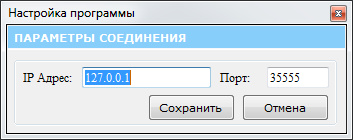 Настройка программы
ПАРАМЕТРЫ СОЕДИНЕНИЯ
IP Адрес: 127.0.0.1 Порт: 35555
Сохранить Отмена